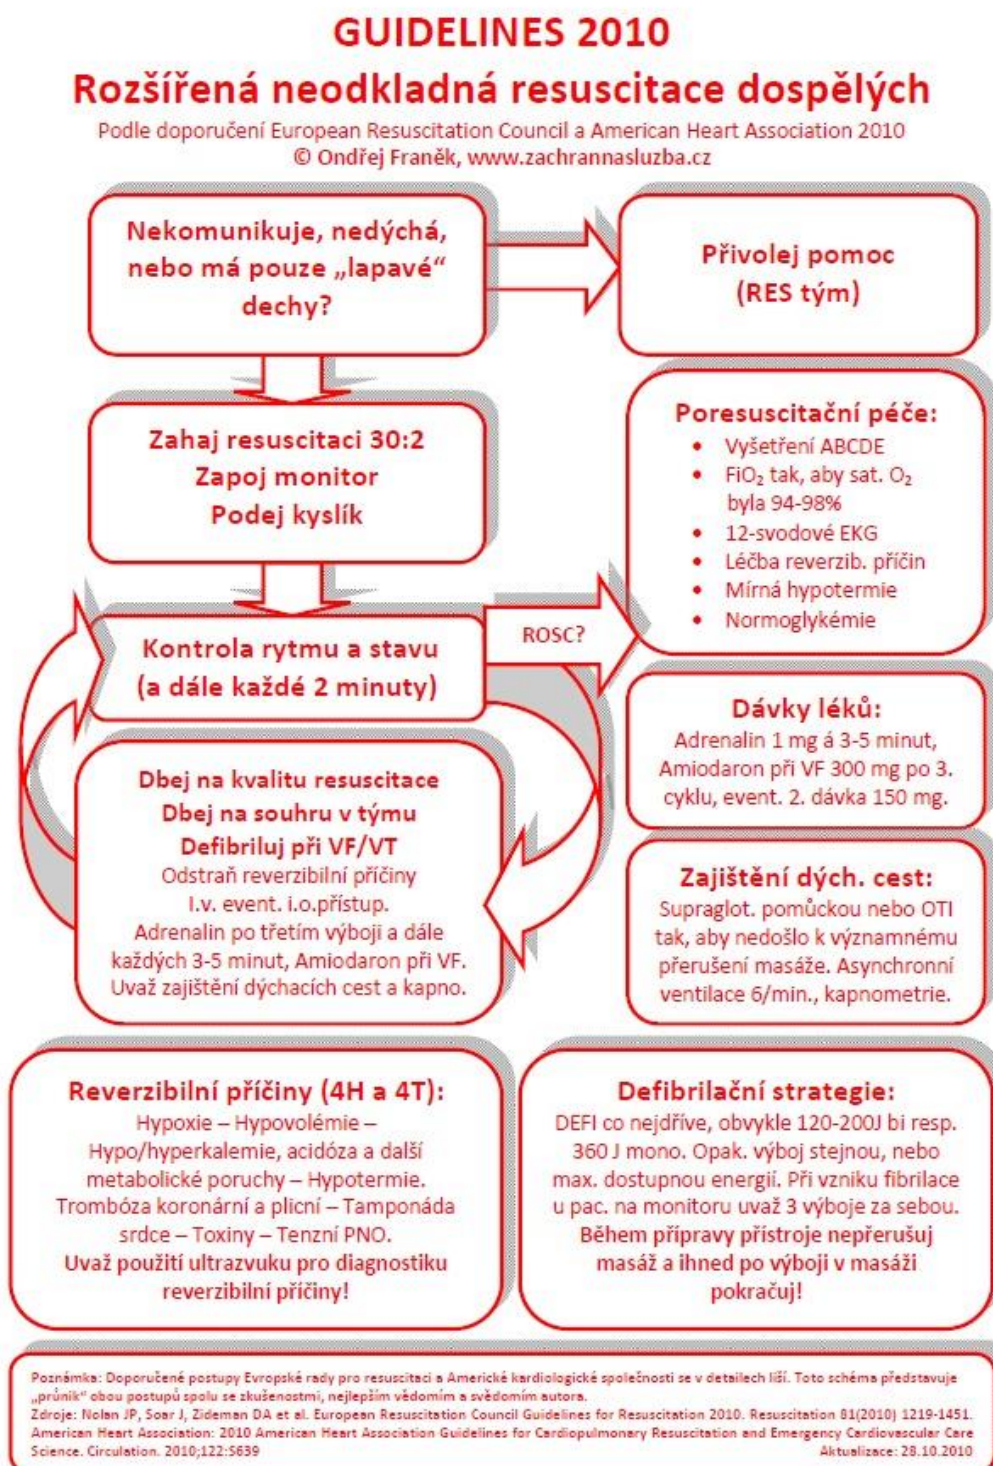 GUIDELINES 2010
Rozšířená neodkladná resuscitace dospělých
Podle doporučení European Resuscitation Council a American Heart Association 2010
© Ondřej Franěk, www.zachrannasluzba.cz
Nekomunikuje, nedýchá,
nebo má pouze „lapavé“
dechy?
Přivolej pomoc
(RES tým)
Zahaj resuscitaci 30:2
Zapoj monitor
Podej kyslík
Poresuscitační péče:
• Vyšetření ABCDE
• FiO₂ tak, aby sat. O₂
byla 94-98%
• 12-svodové EKG
• Léčba reverzib. příčin
• Mírná hypotermie
• Normoglykémie
Kontrola rytmu a stavu
(a dále každé 2 minuty)
ROSC?
Dávky léků:
Adrenalin 1 mg á 3-5 minut,
Amiodaron při VF 300 mg po 3.
cyklu, event. 2. dávka 150 mg.
Dbej na kvalitu resuscitace
Dbej na souhru v týmu
Defibriluj při VF/VT
Odstraň reverzibilní příčiny
I.v. event. i.o.přístup.
Adrenalin po třetím výboji a dále
každých 3-5 minut, Amiodaron při VF.
Uvaž zajištění dýchacích cest a kapno.
Zajištění dých. cest:
Supraglot. pomůckou nebo OTI
tak, aby nedošlo k významnému
přerušení masáže. Asynchronní
ventilace 6/min., kapnometrie.
Reverzibilní příčiny (4H a 4T):
Hypoxie – Hypovolémie –
Hypo/hyperkalemie, acidóza a další
metabolické poruchy – Hypotermie.
Trombóza koronární a plicní – Tamponáda
srdce – Toxiny – Tenzní PNO.
Uvaž použití ultrazvuku pro diagnostiku
reverzibilní příčiny!
Defibrilační strategie:
DEFI co nejdříve, obvykle 120-200J bi resp.
360 J mono. Opak. výboj stejnou, nebo
max. dostupnou energií. Při vzniku fibrilace
u pac. na monitoru uvaž 3 výboje za sebou.
Během přípravy přístroje nepřerušuj
masáž a ihned po výboji v masáži
pokračuj!
Poznámka: Doporučené postupy Evropské rady pro resuscitaci a Americké kardiologické společnosti se v detailech liší. Toto schéma představuje
„průnik“ obou postupů spolu se zkušenostmi, nejlepším vědomím a svědomím autora.
Zdroje: Nolan JP, Soar J, Zideman DA et al. European Resuscitation Council Guidelines for Resuscitation 2010. Resuscitation 81(2010) 1219-1451.
American Heart Association: 2010 American Heart Association Guidelines for Cardiopulmonary Resuscitation and Emergency Cardiovascular Care
Science. Circulation. 2010;122:S639
Aktualizace: 28.10.2010